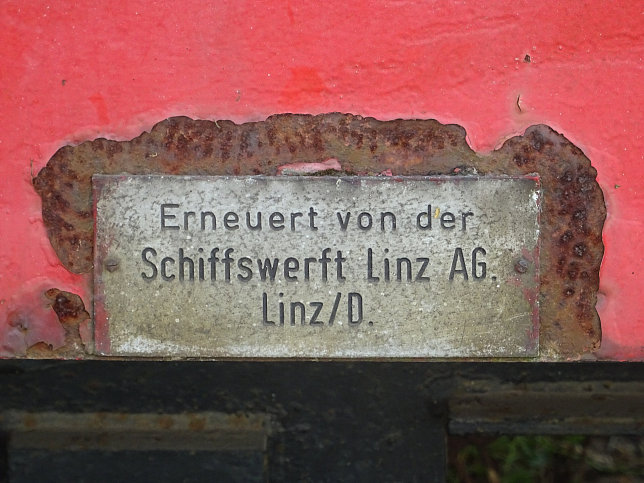 Erneuert von der
Schiffswerft Linz AG.
Linz/D.